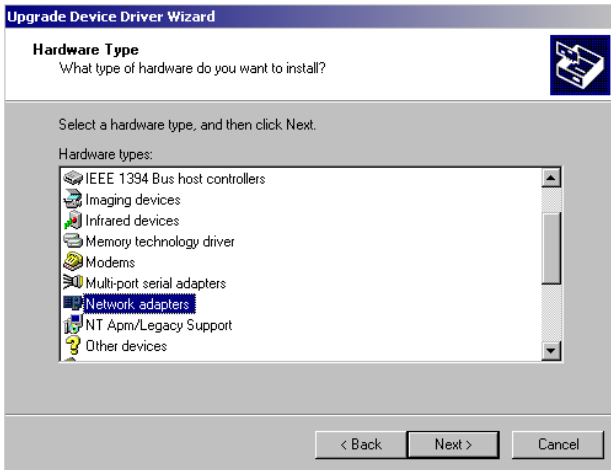 Upgrade Device Driver Wizard
Hardware Type
What type of hardware do you want to install?
Select a hardware type, and then click Next.
Hardware types:
IEEE 1394 Bus host controllers
Imaging devices
Infrared devices
Memory technology driver
Modems
Multi-port serial adapters
Network adapters
NT Apm/Legacy Support
Other devices
< Back Next > Cancel